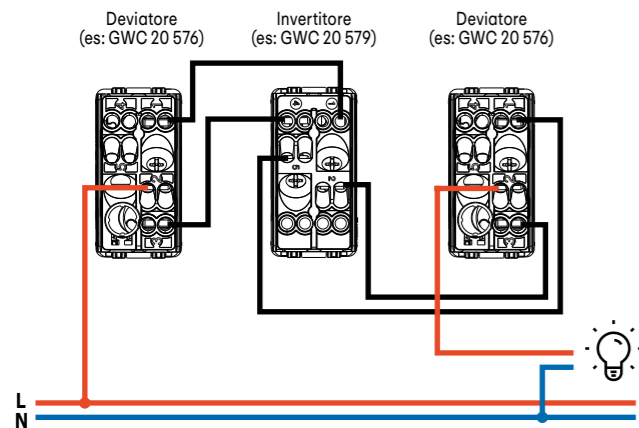 Deviatore
(es: GWC 20 576)
Invertitore
(es: GWC 20 579)
Deviatore
(es: GWC 20 576)
L
N